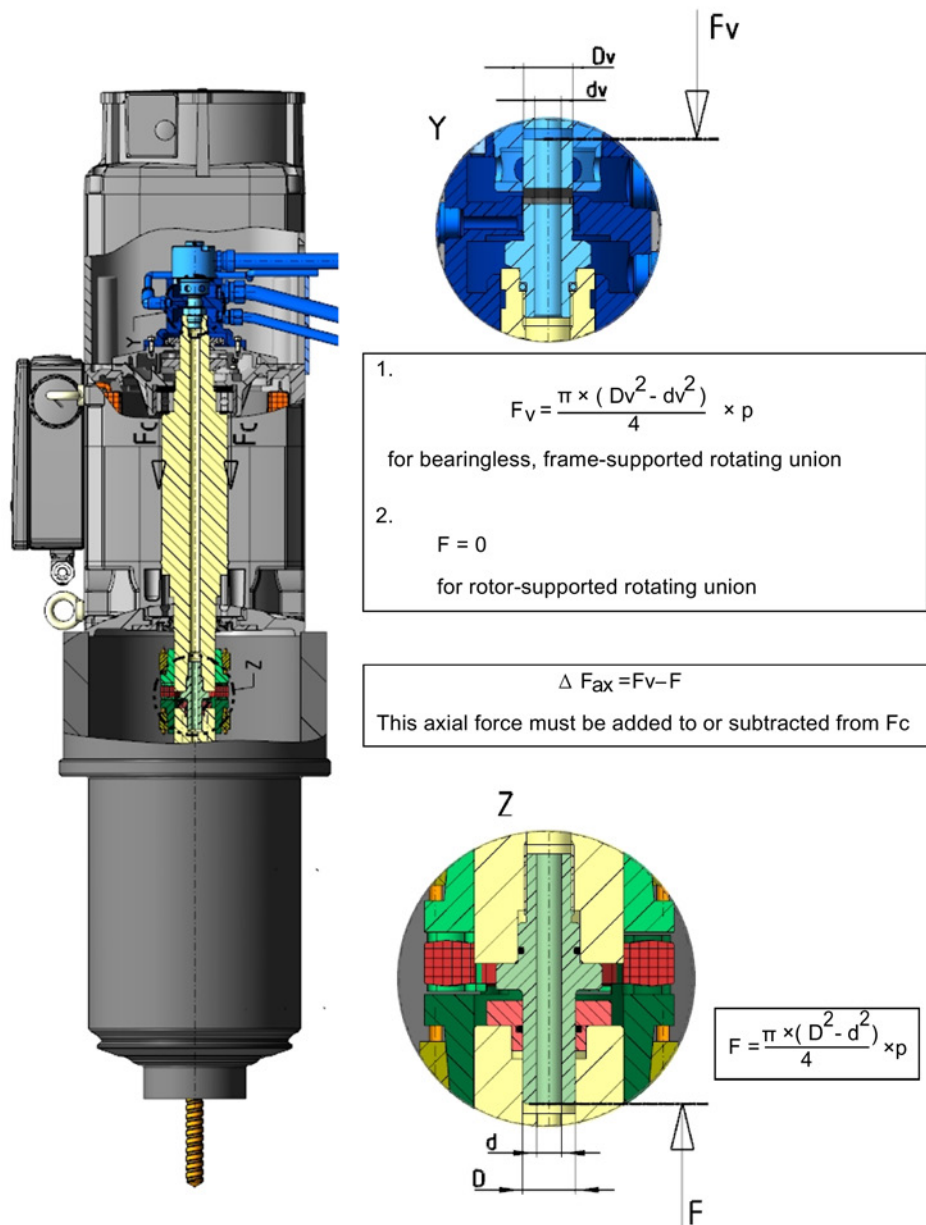 Fv
Dv
dv
Y
Y
Fc Fc
1.
Fv = π × ( Dv² - dv² ) / 4 × p
for bearingless, frame-supported rotating union
2.
F = 0
for rotor-supported rotating union
Z
Δ Fax =Fv–F
This axial force must be added to or subtracted from Fc
Z
F = π ×( D² - d² ) / 4 ×p
d
D
F